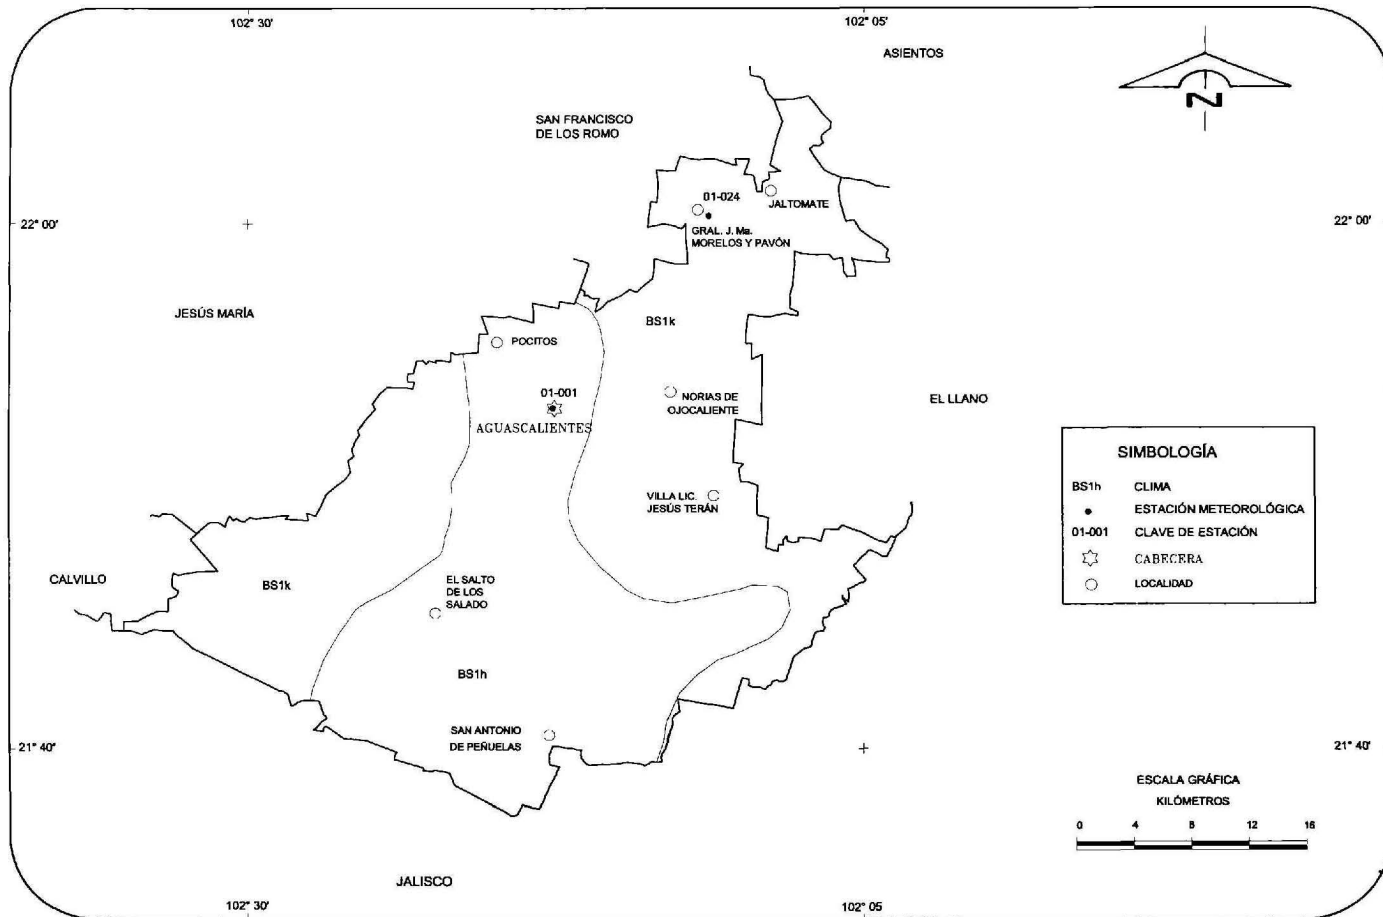 102° 30'
102° 05'
ASIENTOS
N
SAN FRANCISCO
DE LOS ROMO
01-024
JALTOMATE
22° 00'
22° 00'
GRAL. J. Ma.
MORELOS Y PAVÓN
JESÚS MARÍA
BS1k
POCITOS
01-001
NORIAS DE
OJOCALIENTE
EL LLANO
AGUASCALIENTES
SIMBOLOGÍA
BS1h CLIMA
ESTACIÓN METEOROLÓGICA
01-001 CLAVE DE ESTACIÓN
CABECERA
LOCALIDAD
VILLA LIC.
JESÚS TERÁN
CALVILLO
BS1k
EL SALTO
DE LOS
SALADO
BS1h
SAN ANTONIO
DE PEÑUELAS
21° 40'
21° 40'
ESCALA GRÁFICA
KILÓMETROS
0 4 8 12 16
JALISCO
102° 30'
102° 05